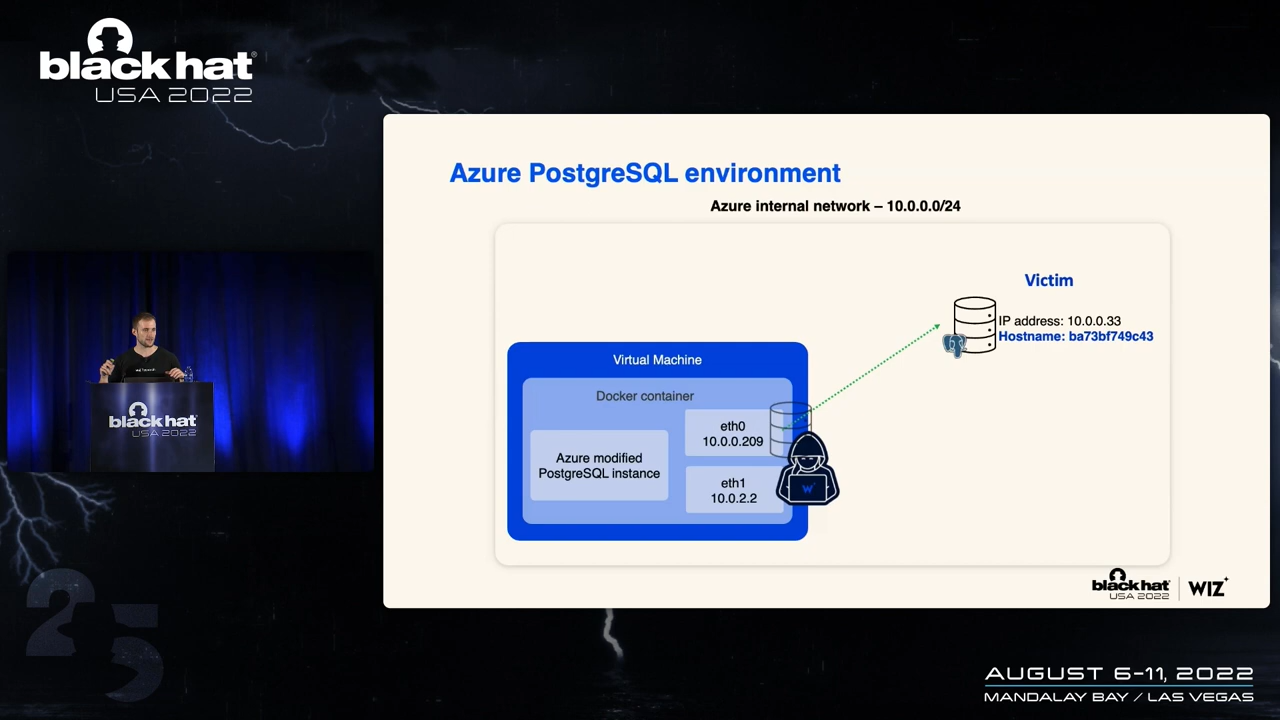 black hat®
USA 2022
Azure PostgreSQL environment
Azure internal network – 10.0.0.0/24
Victim
IP address: 10.0.0.33
Hostname: ba73bf749c43
Virtual Machine
Docker container
Azure modified
PostgreSQL instance
eth0
10.0.0.209
eth1
10.0.2.2
W
black hat
USA 2022
black hat
USA 2022
WIZ
25
AUGUST 6-11, 2022
MANDALAY BAY / LAS VEGAS